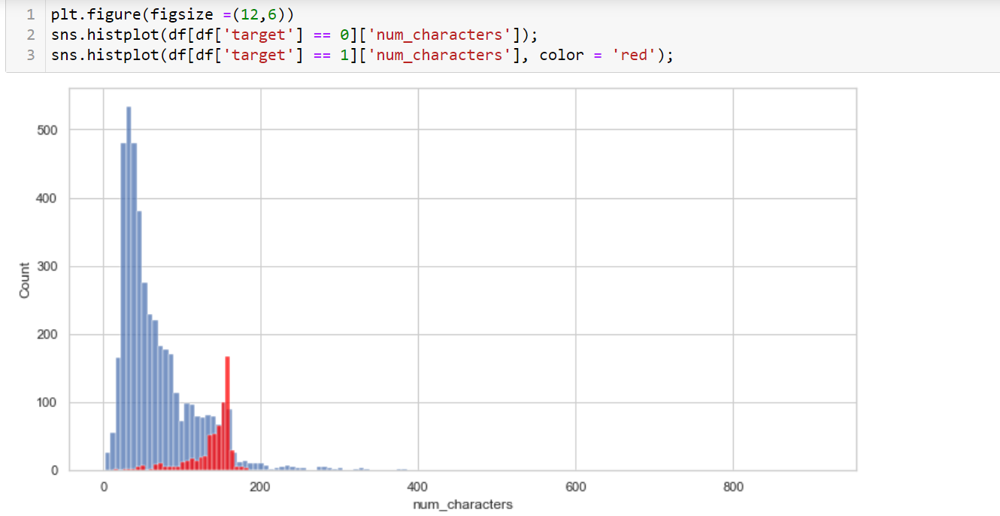 1 plt.figure(figsize =(12,6))
2 sns.histplot(df[df['target'] == 0]['num_characters']);
3 sns.histplot(df[df['target'] == 1]['num_characters'], color = 'red');
500
400
300
200
100
0
Count
0 200 400 600 800
num_characters